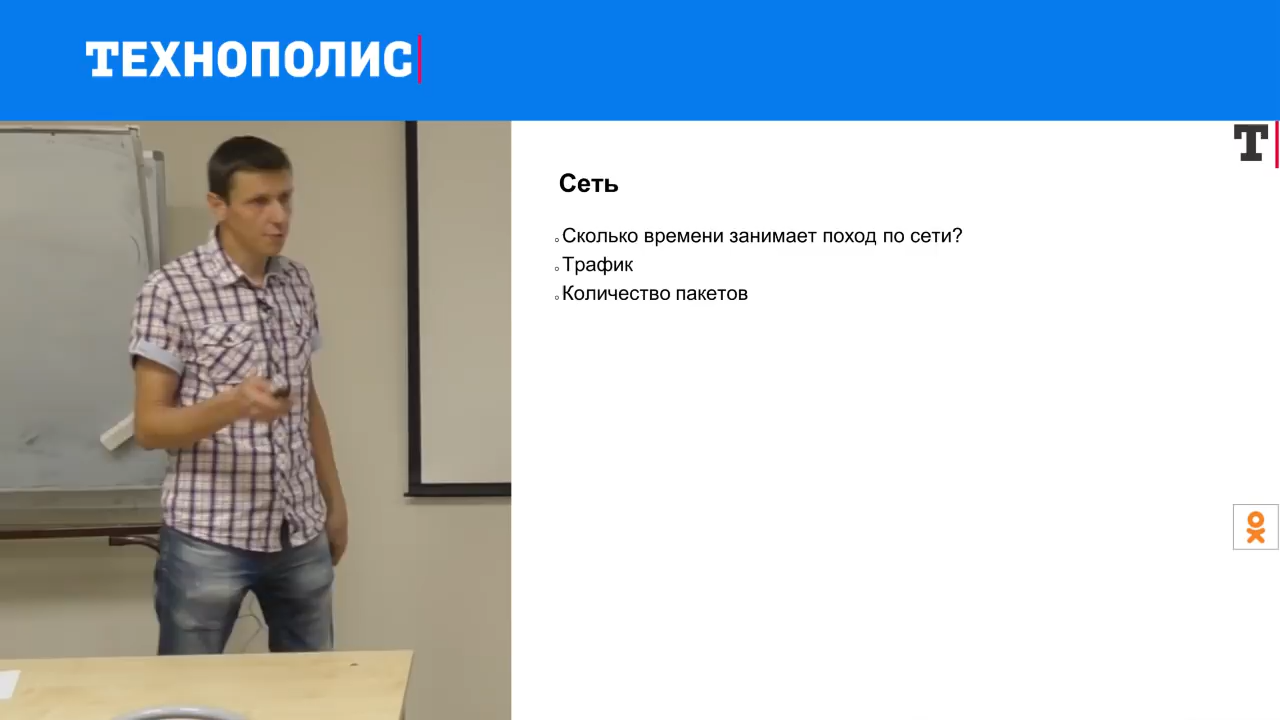 ТЕХНОПОЛИС
Т
Сеть
Сколько времени занимает поход по сети?
Трафик
Количество пакетов